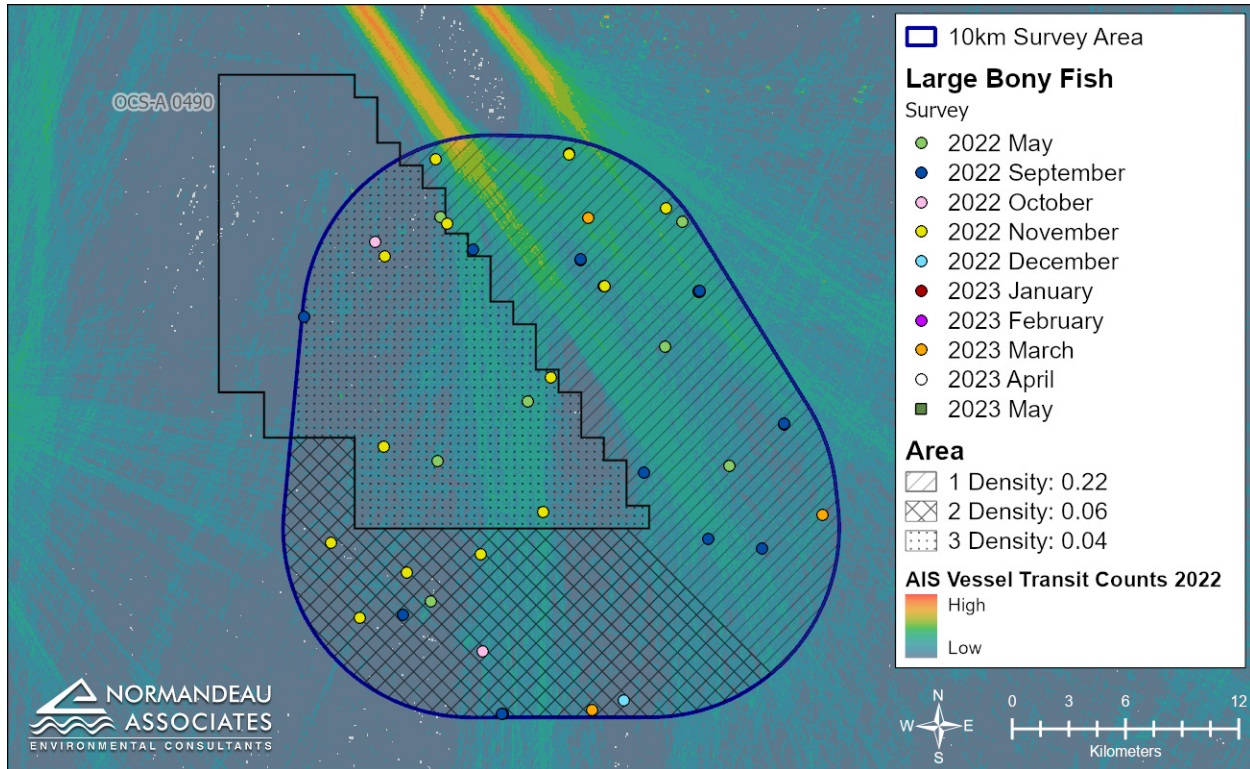 OCS-A 0490
10km Survey Area
Large Bony Fish
Survey
2022 May
2022 September
2022 October
2022 November
2022 December
2023 January
2023 February
2023 March
2023 April
2023 May
Area
1 Density: 0.22
2 Density: 0.06
3 Density: 0.04
AIS Vessel Transit Counts 2022
High
Low
NORMANDEAU
ASSOCIATES
ENVIRONMENTAL CONSULTANTS
N
W E
S
0 3 6 12
Kilometers